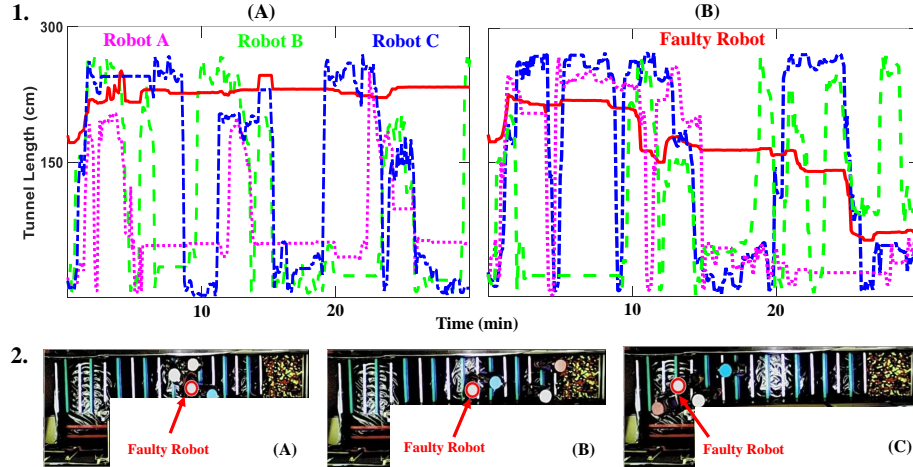 1.
(A)
(B)
300
150
Tunnel Length (cm)
Robot A
Robot B
Robot C
Faulty Robot
10
20
10
20
Time (min)
2.
Faulty Robot
(A)
Faulty Robot
(B)
Faulty Robot
(C)